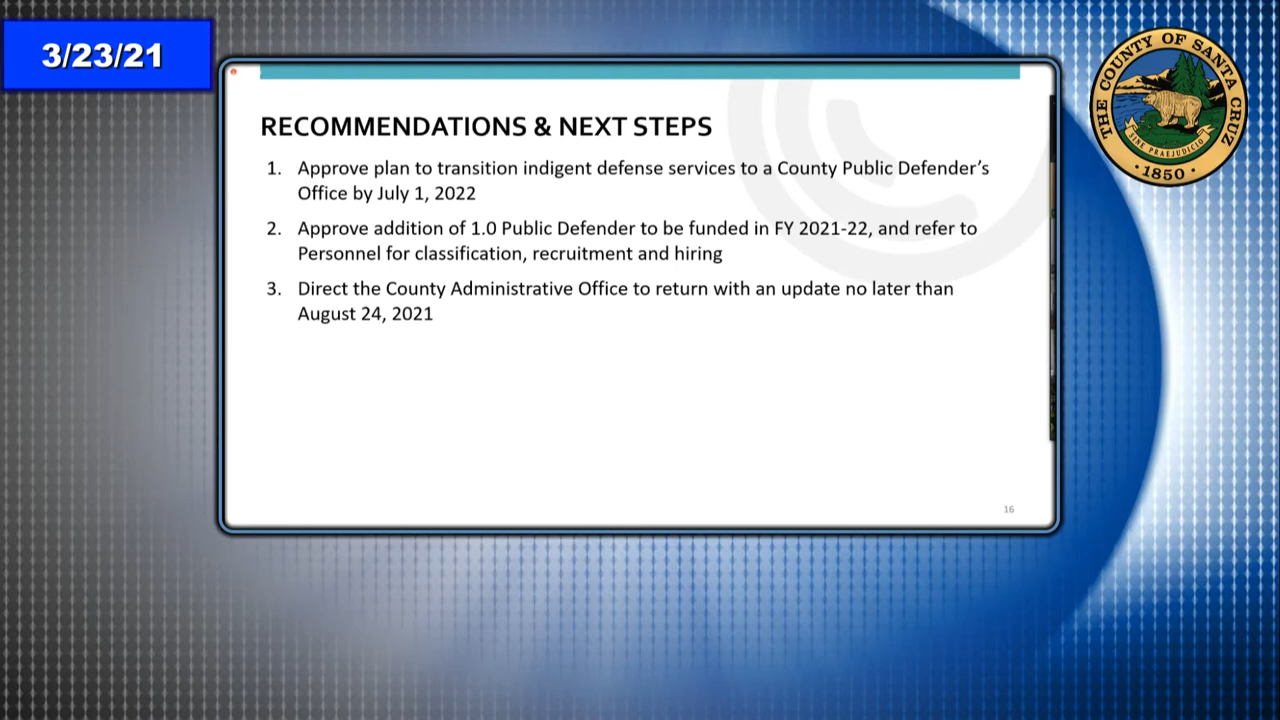 3/23/21
THE COUNTY OF SANTA CRUZ
SINE PRAEJUDICIO
• 1850 •
RECOMMENDATIONS & NEXT STEPS
1. Approve plan to transition indigent defense services to a County Public Defender’s
Office by July 1, 2022
2. Approve addition of 1.0 Public Defender to be funded in FY 2021-22, and refer to
Personnel for classification, recruitment and hiring
3. Direct the County Administrative Office to return with an update no later than
August 24, 2021
16